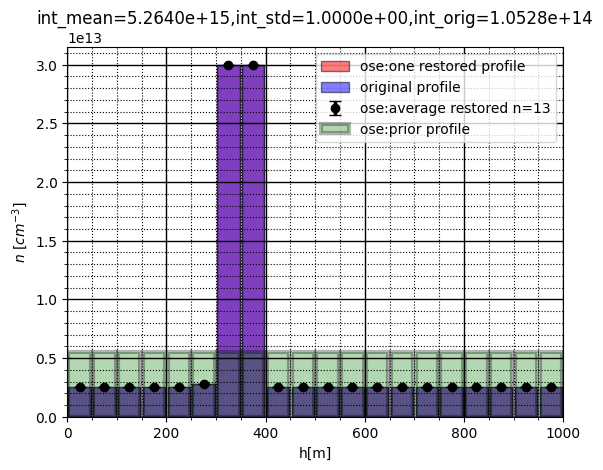 int_mean=5.2640e+15,int_std=1.0000e+00,int_orig=1.0528e+14
1e13
ose:one restored profile
original profile
ose:average restored n=13
ose:prior profile
3.0
2.5
2.0
1.5
1.0
0.5
0.0
n [cm⁻³]
0 200 400 600 800 1000
h[m]